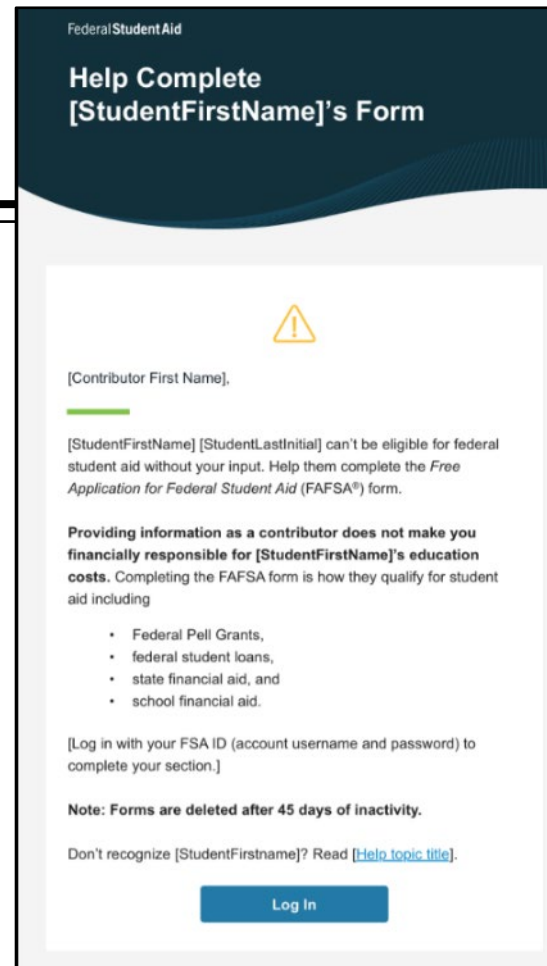 Federal Student Aid
Help Complete
[StudentFirstName]’s Form
[Contributor First Name],
[StudentFirstName] [StudentLastInitial] can’t be eligible for federal
student aid without your input. Help them complete the Free
Application for Federal Student Aid (FAFSA®) form.
Providing information as a contributor does not make you
financially responsible for [StudentFirstName]’s education
costs. Completing the FAFSA form is how they qualify for student
aid including
• Federal Pell Grants,
• federal student loans,
• state financial aid, and
• school financial aid.
[Log in with your FSA ID (account username and password) to
complete your section.]
Note: Forms are deleted after 45 days of inactivity.
Don’t recognize [StudentFirstname]? Read [Help topic title].
Log In